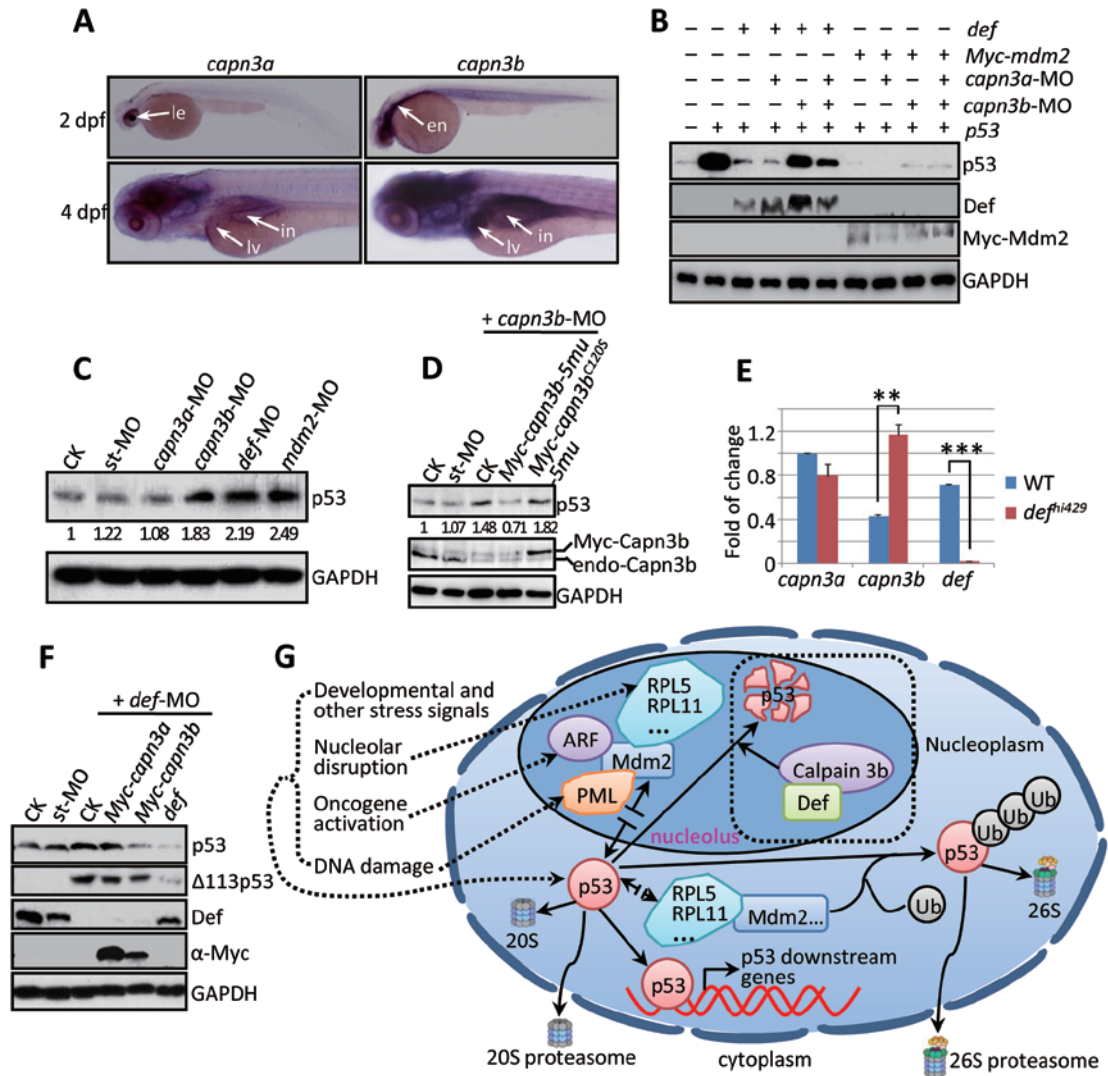 A
capn3a
capn3b
2 dpf
le
en
4 dpf
lv
in
lv
in
B
− − + + + + − − − − def
− − − − − − + + + + Myc-mdm2
− − − + − + − + − + capn3a-MO
− − − − + + − − + + capn3b-MO
− + + + + + + + + + p53
p53
Def
Myc-Mdm2
GAPDH
C
CK
st-MO
capn3a-MO
capn3b-MO
def-MO
mdm2-MO
p53
1 1.22 1.08 1.83 2.19 2.49
GAPDH
D
+ capn3b-MO
CK
st-MO
CK
Myc-capn3b-5mu
Myc-capn3bC120S
-5mu
p53
1 1.07 1.48 0.71 1.82
Myc-Capn3b
endo-Capn3b
GAPDH
E
Fold of change
1.2
0.8
0.4
0
**
***
WT
defhi429
capn3a capn3b def
F
+ def-MO
CK
st-MO
CK
Myc-capn3a
Myc-capn3b
def
p53
Δ113p53
Def
α-Myc
GAPDH
G
Developmental and
other stress signals
Nucleolar
disruption
Oncogene
activation
DNA damage
RPL5
RPL11
...
ARF
Mdm2
PML
p53
Calpain 3b
Def
nucleolus
Nucleoplasm
p53
Ub
Ub
Ub
Ub
p53
26S
20S
RPL5
RPL11
...
Mdm2...
Ub
p53
p53 downstream
genes
20S proteasome
cytoplasm
26S proteasome